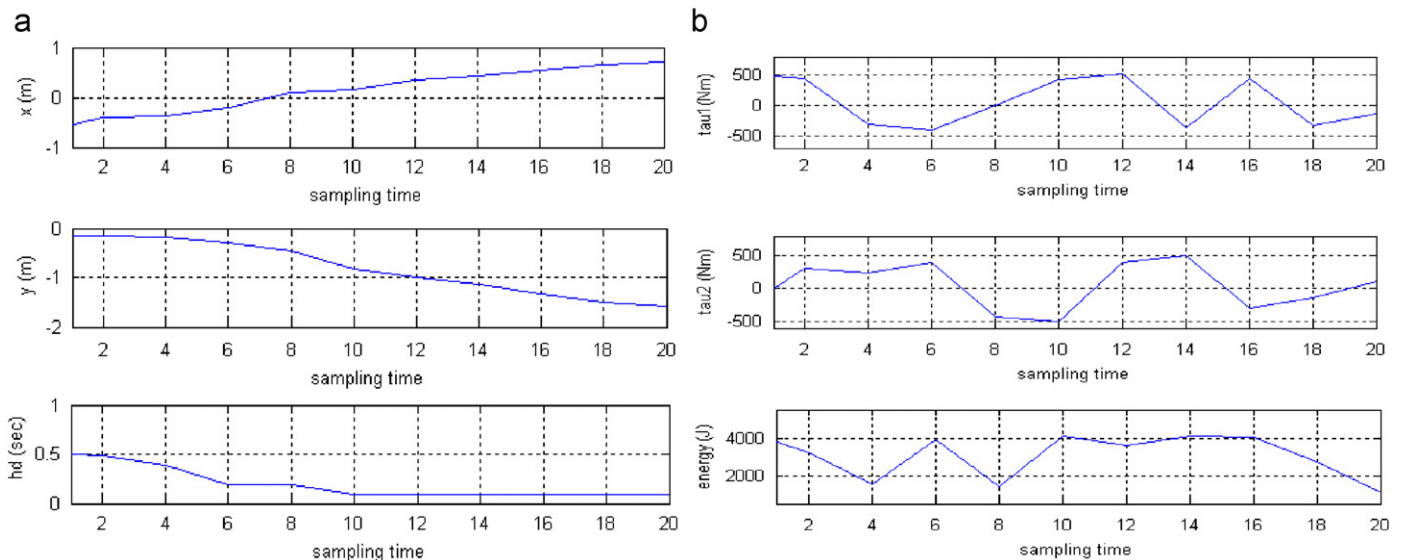 a
1
0
-1
x (m)
2 4 6 8 10 12 14 16 18 20
sampling time
0
-1
-2
y (m)
2 4 6 8 10 12 14 16 18 20
sampling time
1
0.5
0
hd (sec)
2 4 6 8 10 12 14 16 18 20
sampling time
b
500
0
-500
tau1 (Nm)
2 4 6 8 10 12 14 16 18 20
sampling time
500
0
-500
tau2 (Nm)
2 4 6 8 10 12 14 16 18 20
sampling time
4000
2000
energy (J)
2 4 6 8 10 12 14 16 18 20
sampling time